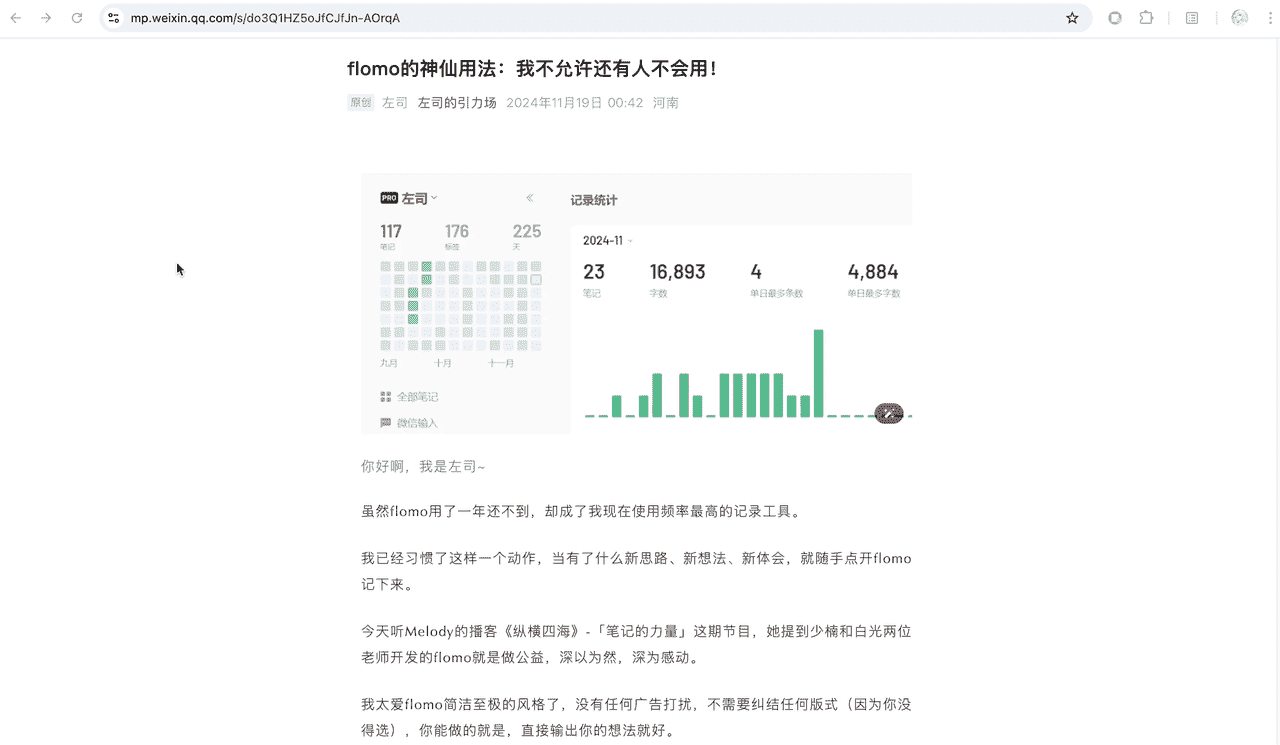 mp.weixin.qq.com/s/do3Q1HZ5oJfCJfJn-AOrqA
flomo的神仙用法：我不允许还有人不会用！
原创 左司 左司的引力场 2024年11月19日 00:42 河南
PRO 左司
117 176 225
笔记 标签 天
九月 十月 十一月
全部笔记
微信输入
记录统计
2024-11
23 16,893 4 4,884
笔记 字数 单日最多条数 单日最多字数
你好啊，我是左司~
虽然flomo用了一年还不到，却成了我现在使用频率最高的记录工具。
我已经习惯了这样一个动作，当有了什么新思路、新想法、新体会，就随手点开flomo
记下来。
今天听Melody的播客《纵横四海》-「笔记的力量」这期节目，她提到少楠和白光两位
老师开发的flomo就是做公益，深以为然，深为感动。
我太爱flomo简洁至极的风格了，没有任何广告打扰，不需要纠结任何版式（因为你没
得选），你能做的就是，直接输出你的想法就好。